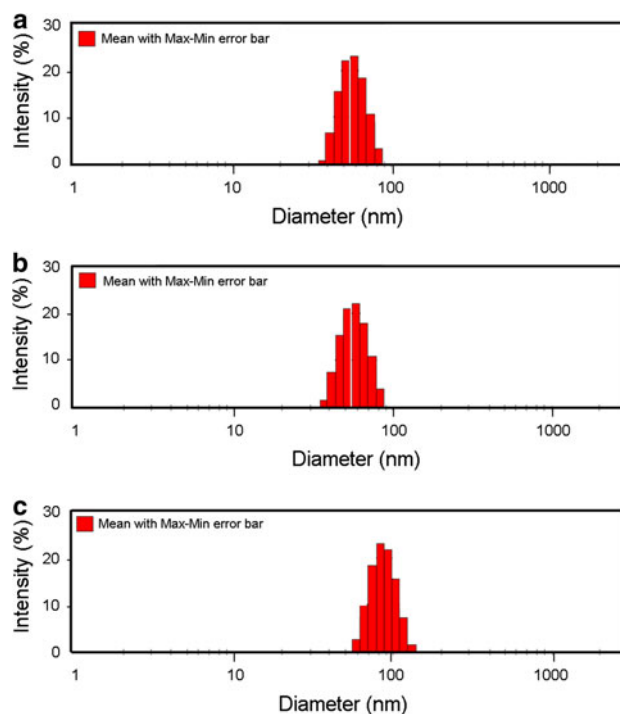 a
30
20
10
0
Intensity (%)
Mean with Max-Min error bar
1 10 100 1000
Diameter (nm)
b
30
20
10
0
Intensity (%)
Mean with Max-Min error bar
1 10 100 1000
Diameter (nm)
c
30
20
10
0
Intensity (%)
Mean with Max-Min error bar
1 10 100 1000
Diameter (nm)